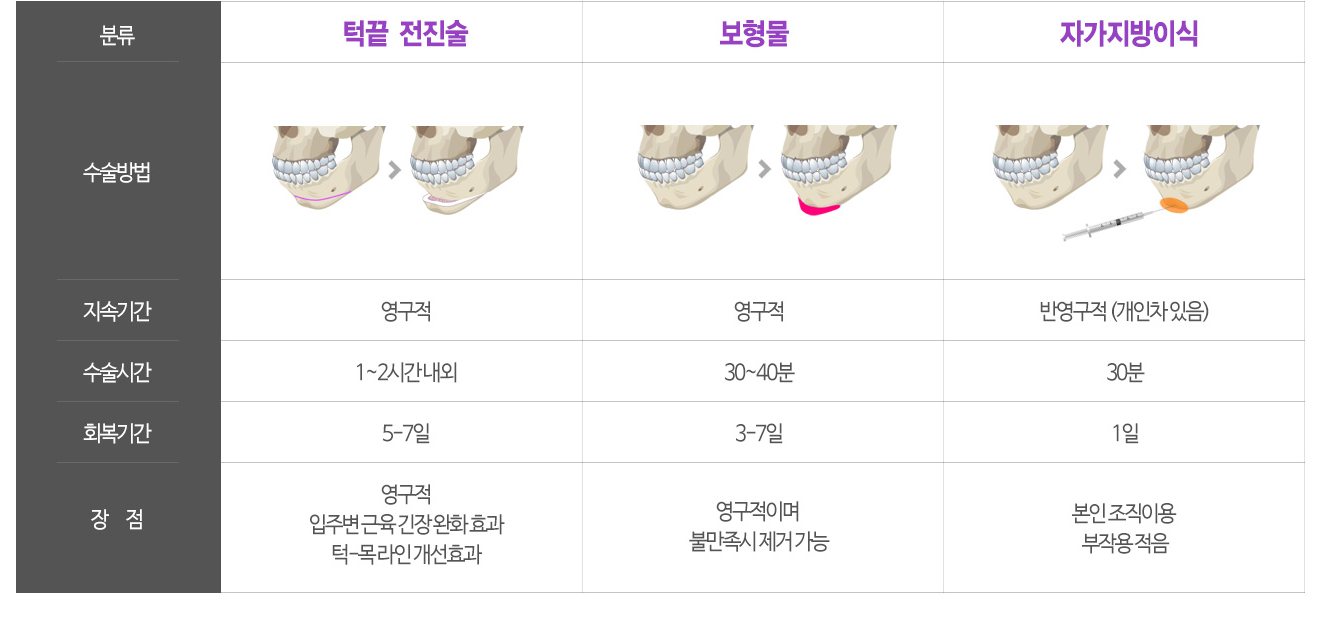 분류
턱끝 전진술
보형물
자가지방이식
수술방법
지속기간
영구적
영구적
반영구적 (개인차 있음)
수술시간
1~2시간 내외
30~40분
30분
회복기간
5-7일
3-7일
1일
장 점
영구적
입주변 근육 긴장 완화 효과
턱-목 라인 개선효과
영구적이며
불만족시 제거 가능
본인 조직이용
부작용 적음